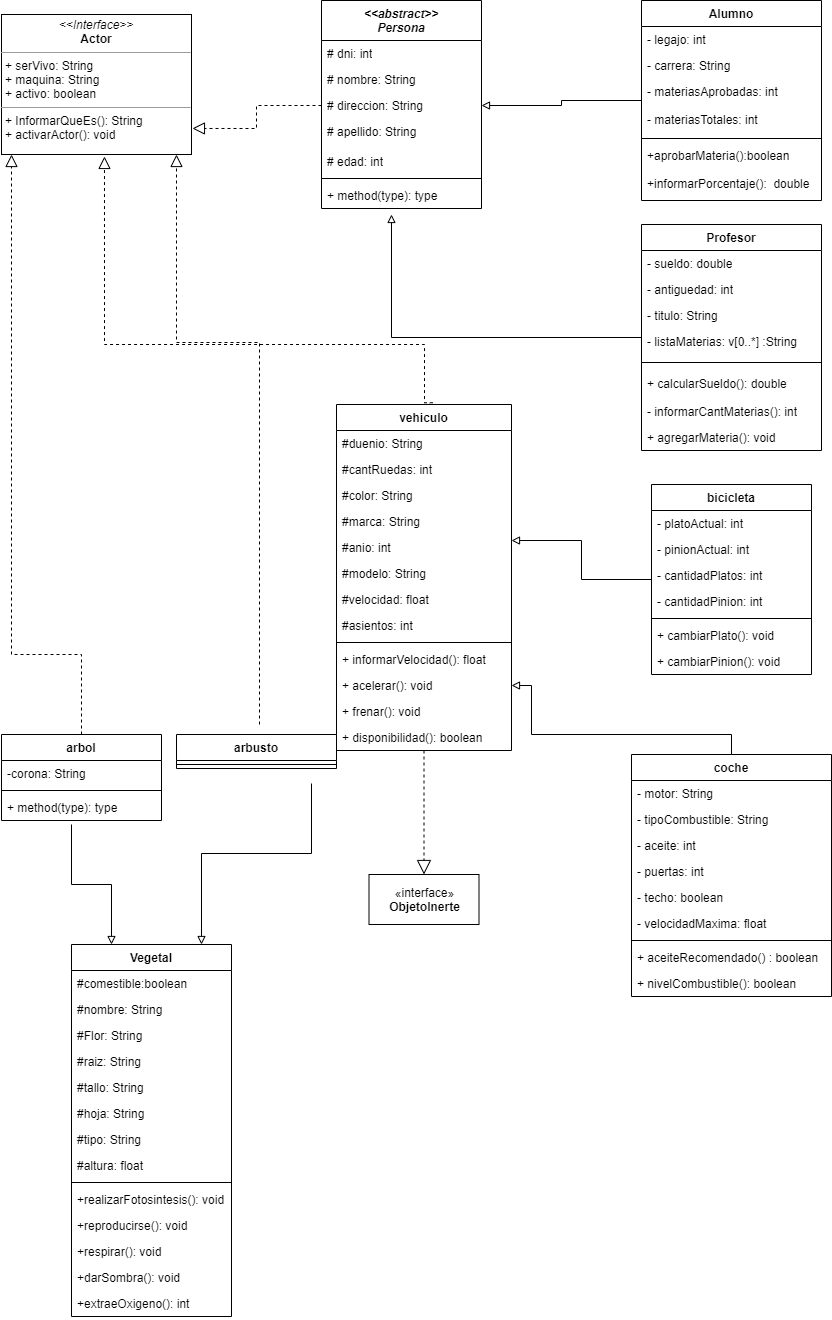 <<Interface>>
Actor
+ serVivo: String
+ maquina: String
+ activo: boolean
+ InformarQueEs(): String
+ activarActor(): void
<<abstract>>
Persona
# dni: int
# nombre: String
# direccion: String
# apellido: String
# edad: int
+ method(type): type
Alumno
- legajo: int
- carrera: String
- materiasAprobadas: int
- materiasTotales: int
+aprobarMateria():boolean
+informarPorcentaje(): double
Profesor
- sueldo: double
- antiguedad: int
- titulo: String
- listaMaterias: v[0..*] :String
+ calcularSueldo(): double
- informarCantMaterias(): int
+ agregarMateria(): void
vehiculo
#duenio: String
#cantRuedas: int
#color: String
#marca: String
#anio: int
#modelo: String
#velocidad: float
#asientos: int
+ informarVelocidad(): float
+ acelerar(): void
+ frenar(): void
+ disponibilidad(): boolean
bicicleta
- platoActual: int
- pinionActual: int
- cantidadPlatos: int
- cantidadPinion: int
+ cambiarPlato(): void
+ cambiarPinion(): void
arbol
-corona: String
+ method(type): type
arbusto
coche
- motor: String
- tipoCombustible: String
- aceite: int
- puertas: int
- techo: boolean
- velocidadMaxima: float
+ aceiteRecomendado() : boolean
+ nivelCombustible(): boolean
«interface»
ObjetoInerte
Vegetal
#comestible:boolean
#nombre: String
#Flor: String
#raiz: String
#tallo: String
#hoja: String
#tipo: String
#altura: float
+realizarFotosintesis(): void
+reproducirse(): void
+respirar(): void
+darSombra(): void
+extraeOxigeno(): int